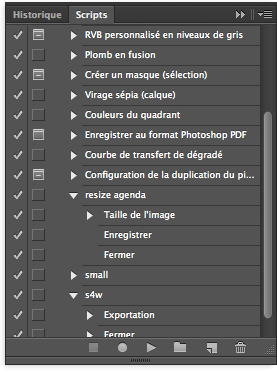 Historique
Scripts
RVB personnalisé en niveaux de gris
Plomb en fusion
Créer un masque (sélection)
Virage sépia (calque)
Couleurs du quadrant
Enregistrer au format Photoshop PDF
Courbe de transfert de dégradé
Configuration de la duplication du pi...
resize agenda
Taille de l'image
Enregistrer
Fermer
small
s4w
Exportation
Fermer